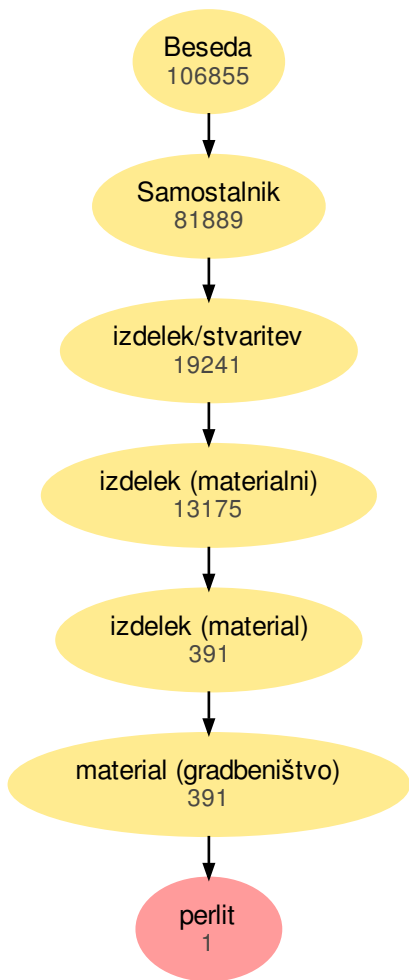 Beseda
106855
Samostalnik
81889
izdelek/stvaritev
19241
izdelek (materialni)
13175
izdelek (material)
391
material (gradbeništvo)
391
perlit
1